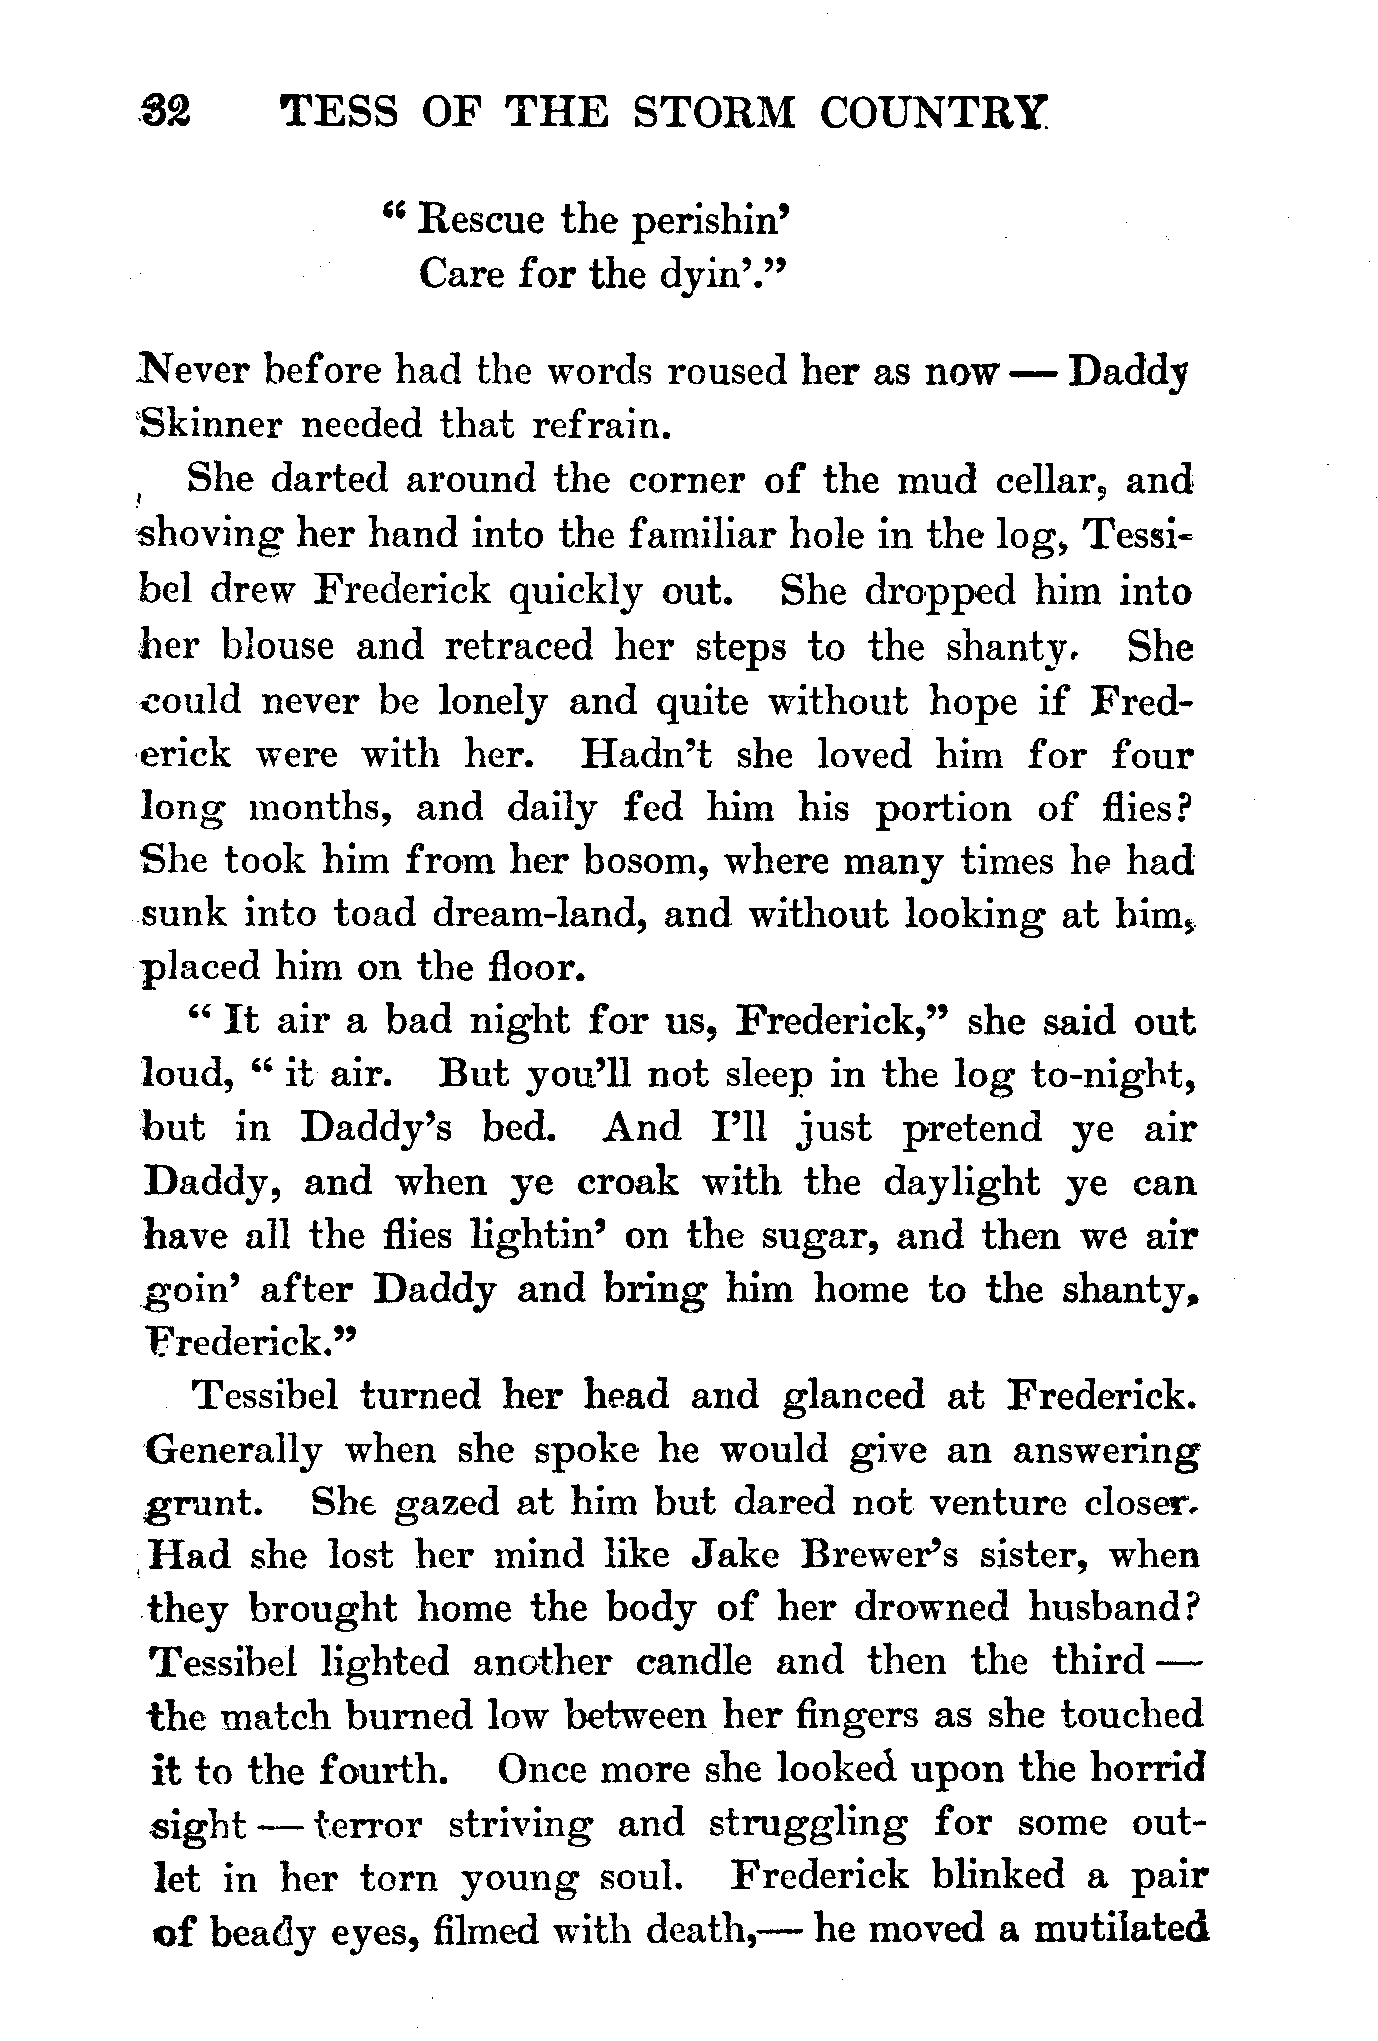 32 TESS OF THE STORM COUNTRY
“ Rescue the perishin’
Care for the dyin’.”
Never before had the words roused her as now — Daddy
Skinner needed that refrain.
She darted around the corner of the mud cellar, and
shoving her hand into the familiar hole in the log, Tessi-
bel drew Frederick quickly out. She dropped him into
her blouse and retraced her steps to the shanty. She
could never be lonely and quite without hope if Fred-
erick were with her. Hadn’t she loved him for four
long months, and daily fed him his portion of flies?
She took him from her bosom, where many times he had
sunk into toad dream-land, and without looking at him,
placed him on the floor.
“ It air a bad night for us, Frederick,” she said out
loud, “ it air. But you’ll not sleep in the log to-night,
but in Daddy’s bed. And I’ll just pretend ye air
Daddy, and when ye croak with the daylight ye can
have all the flies lightin’ on the sugar, and then we air
goin’ after Daddy and bring him home to the shanty,
Frederick.”
Tessibel turned her head and glanced at Frederick.
Generally when she spoke he would give an answering
grunt. She gazed at him but dared not venture closer.
Had she lost her mind like Jake Brewer’s sister, when
they brought home the body of her drowned husband?
Tessibel lighted another candle and then the third —
the match burned low between her fingers as she touched
it to the fourth. Once more she looked upon the horrid
sight — terror striving and struggling for some out-
let in her torn young soul. Frederick blinked a pair
of beady eyes, filmed with death,— he moved a mutilated